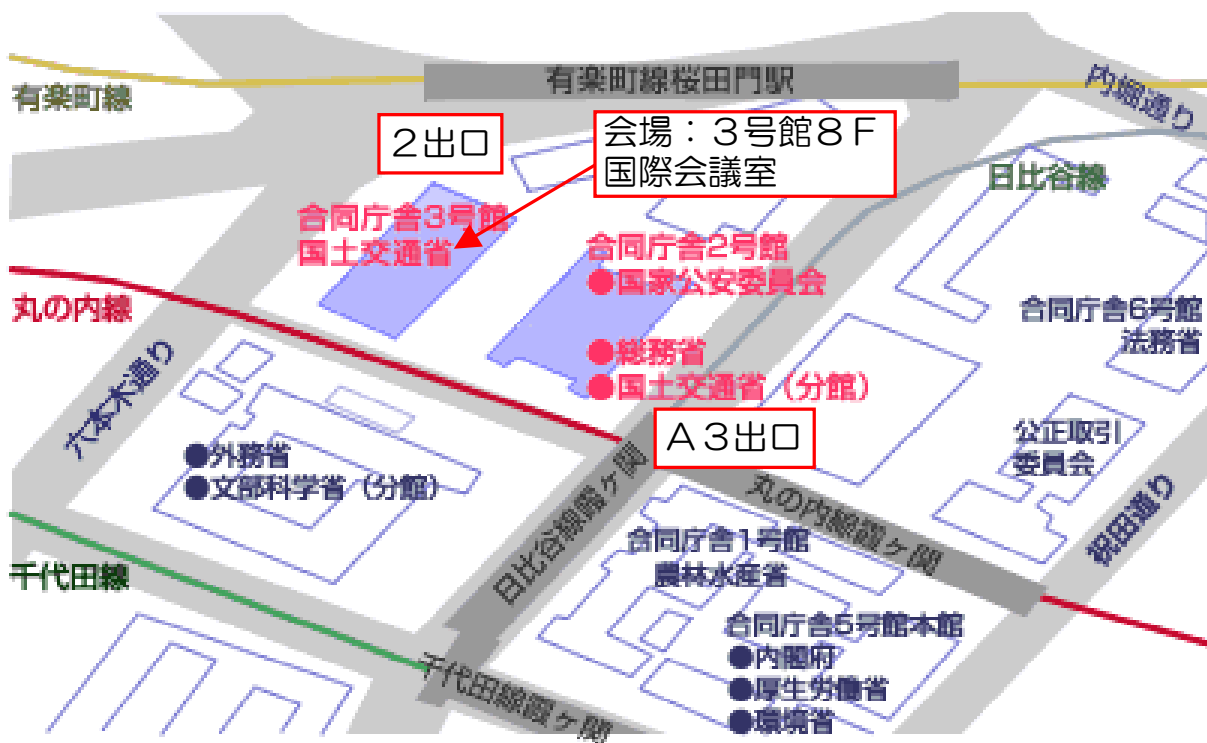 有楽町線桜田門駅
有楽町線
内堀通り
2出口
会場：３号館８Ｆ
国際会議室
日比谷線
合同庁舎3号館
国土交通省
合同庁舎2号館
●国家公安委員会
●総務省
●国土交通省（分館）
丸の内線
合同庁舎6号館
法務省
六本木通り
Ａ３出口
公正取引
委員会
●外務省
●文部科学省（分館）
日比谷線霞ヶ関
丸の内線霞ヶ関
祝田通り
合同庁舎1号館
農林水産省
千代田線
合同庁舎5号館本館
●内閣府
●厚生労働省
●環境省
千代田線霞ヶ関